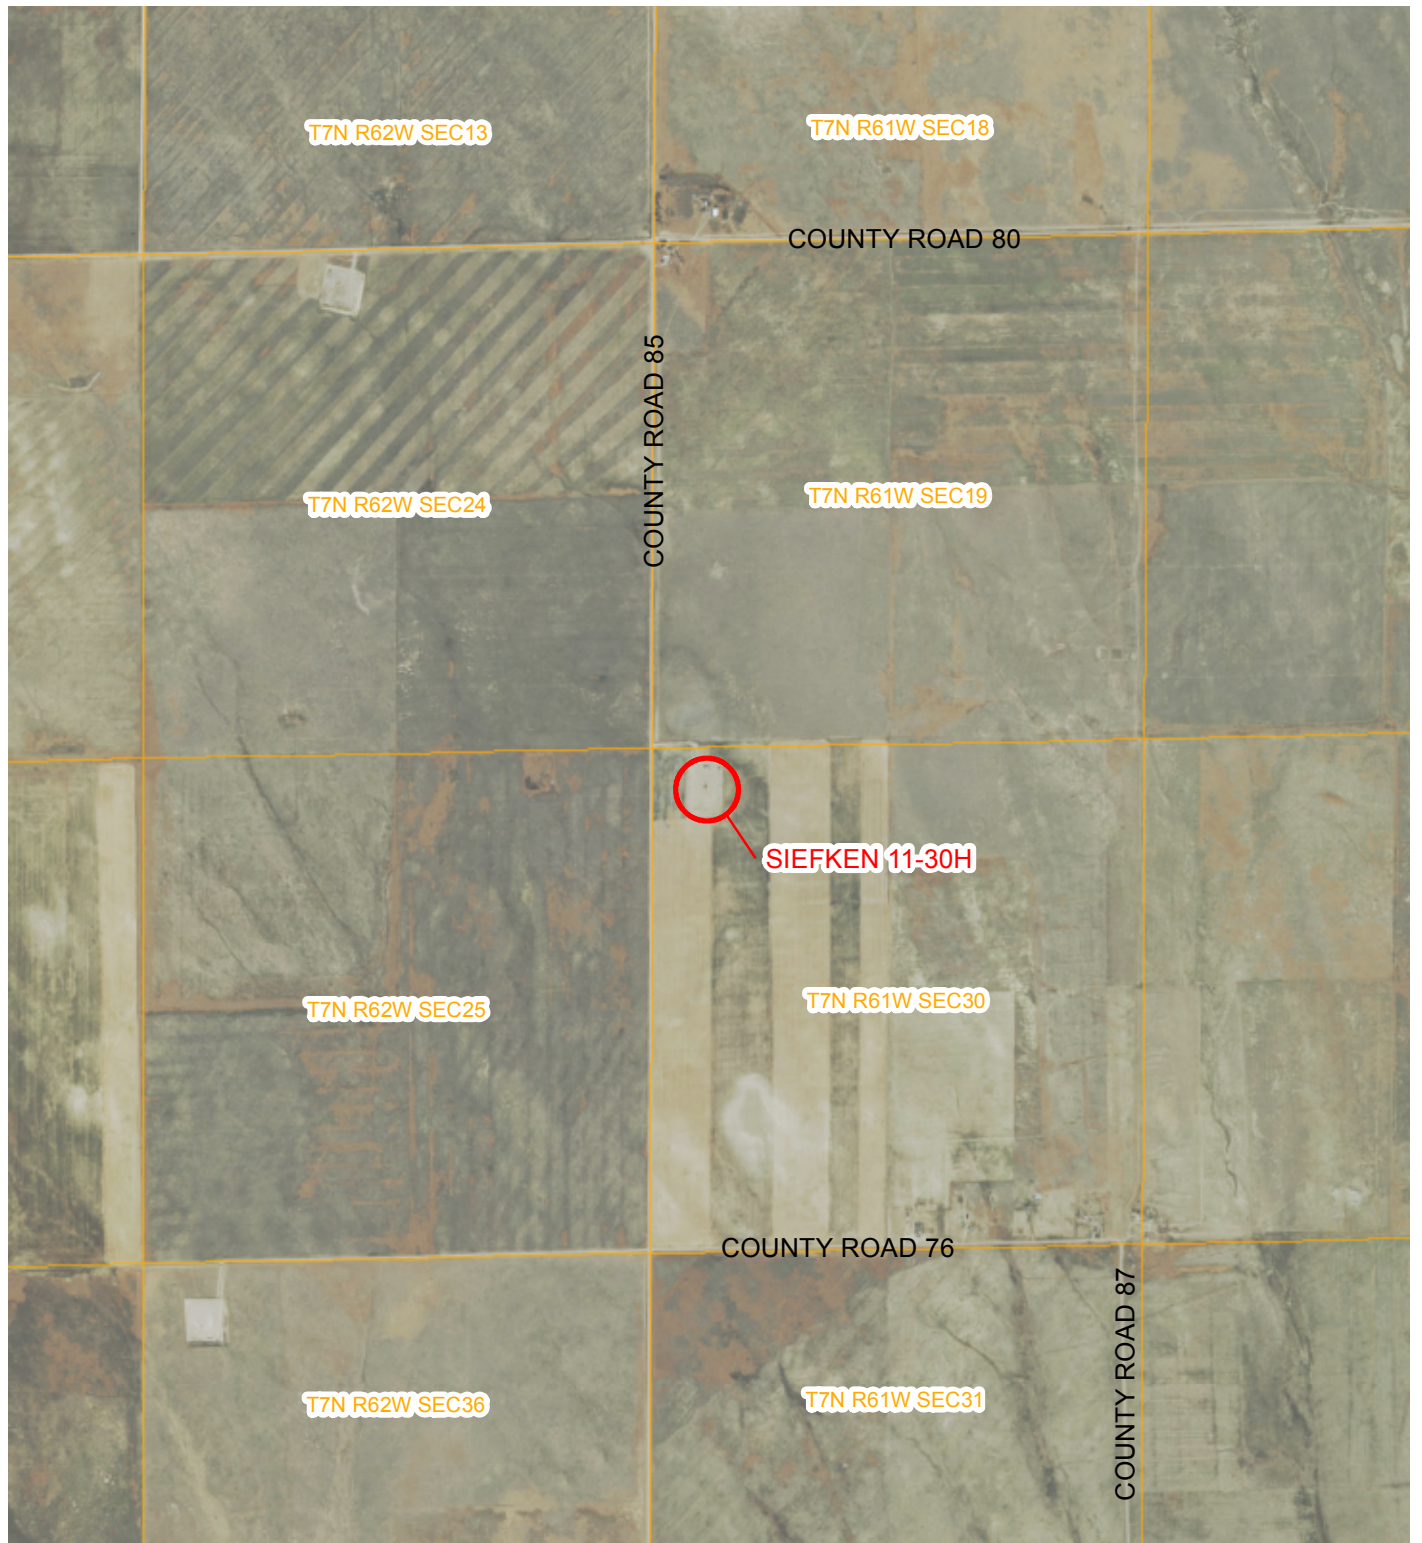 T7N R62W SEC13
T7N R61W SEC18
COUNTY ROAD 80
COUNTY ROAD 85
T7N R62W SEC24
T7N R61W SEC19
SIEFKEN 11-30H
T7N R62W SEC25
T7N R61W SEC30
COUNTY ROAD 76
COUNTY ROAD 87
T7N R62W SEC36
T7N R61W SEC31